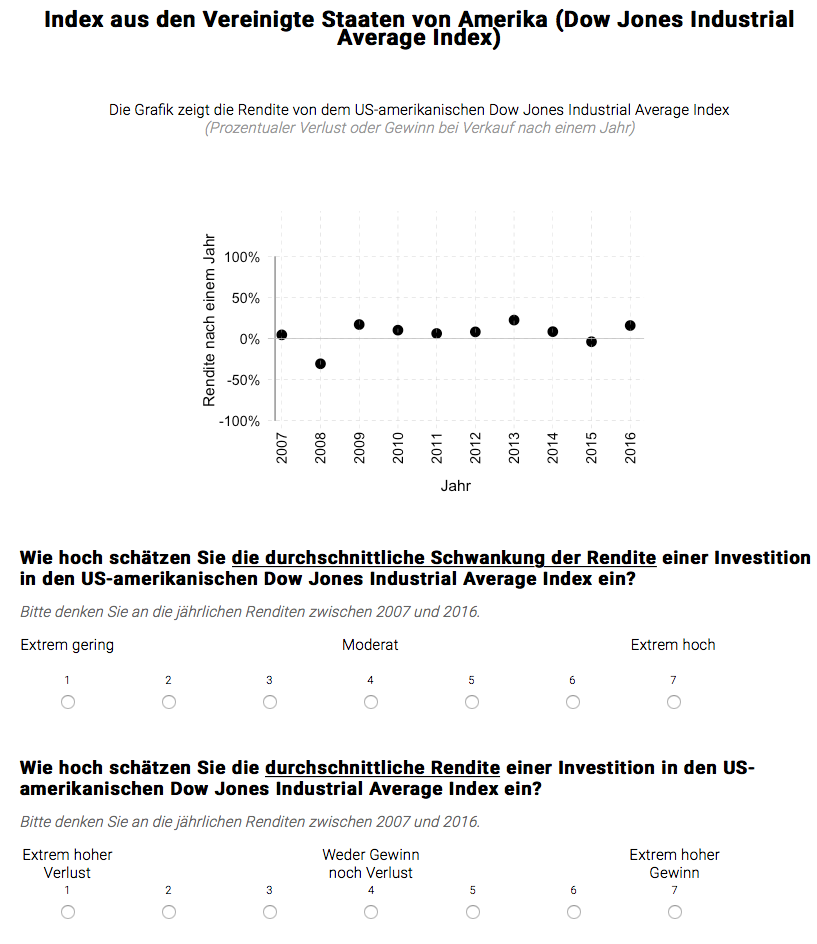 Index aus den Vereinigte Staaten von Amerika (Dow Jones Industrial
Average Index)
Die Grafik zeigt die Rendite von dem US-amerikanischen Dow Jones Industrial Average Index
(Prozentualer Verlust oder Gewinn bei Verkauf nach einem Jahr)
Rendite nach einem Jahr
100%
50%
0%
-50%
-100%
2007 2008 2009 2010 2011 2012 2013 2014 2015 2016
Jahr
Wie hoch schätzen Sie die durchschnittliche Schwankung der Rendite einer Investition
in den US-amerikanischen Dow Jones Industrial Average Index ein?
Bitte denken Sie an die jährlichen Renditen zwischen 2007 und 2016.
Extrem gering Moderat Extrem hoch
1 2 3 4 5 6 7
Wie hoch schätzen Sie die durchschnittliche Rendite einer Investition in den US-
amerikanischen Dow Jones Industrial Average Index ein?
Bitte denken Sie an die jährlichen Renditen zwischen 2007 und 2016.
Extrem hoher Weder Gewinn Extrem hoher
Verlust noch Verlust Gewinn
1 2 3 4 5 6 7